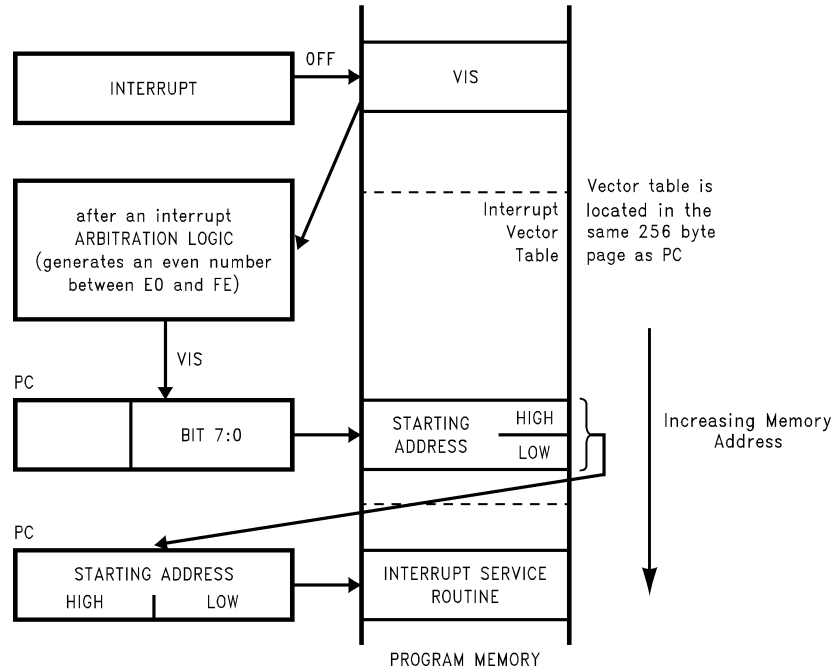 INTERRUPT
OFF
VIS
after an interrupt
ARBITRATION LOGIC
(generates an even number
between E0 and FE)
Interrupt
Vector
Table
Vector table is
located in the
same 256 byte
page as PC
VIS
PC
BIT 7:0
STARTING
ADDRESS
HIGH
LOW
Increasing Memory
Address
PC
STARTING ADDRESS
HIGH
LOW
INTERRUPT SERVICE
ROUTINE
PROGRAM MEMORY